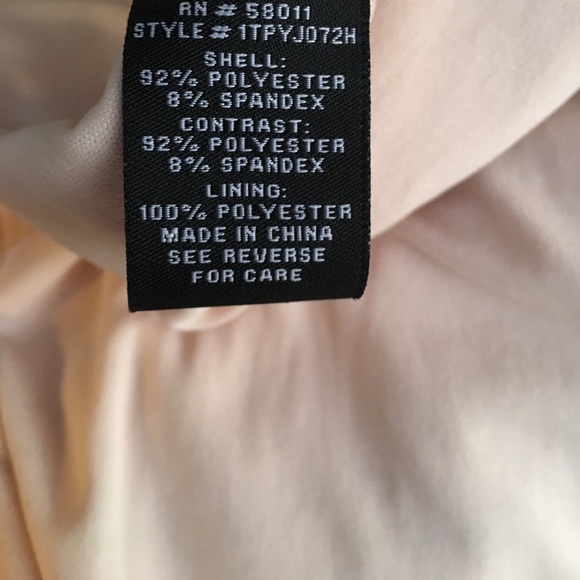 RN # 58011
STYLE # 1TPYJ072H
SHELL:
92% POLYESTER
8% SPANDEX
CONTRAST:
92% POLYESTER
8% SPANDEX
LINING:
100% POLYESTER
MADE IN CHINA
SEE REVERSE
FOR CARE